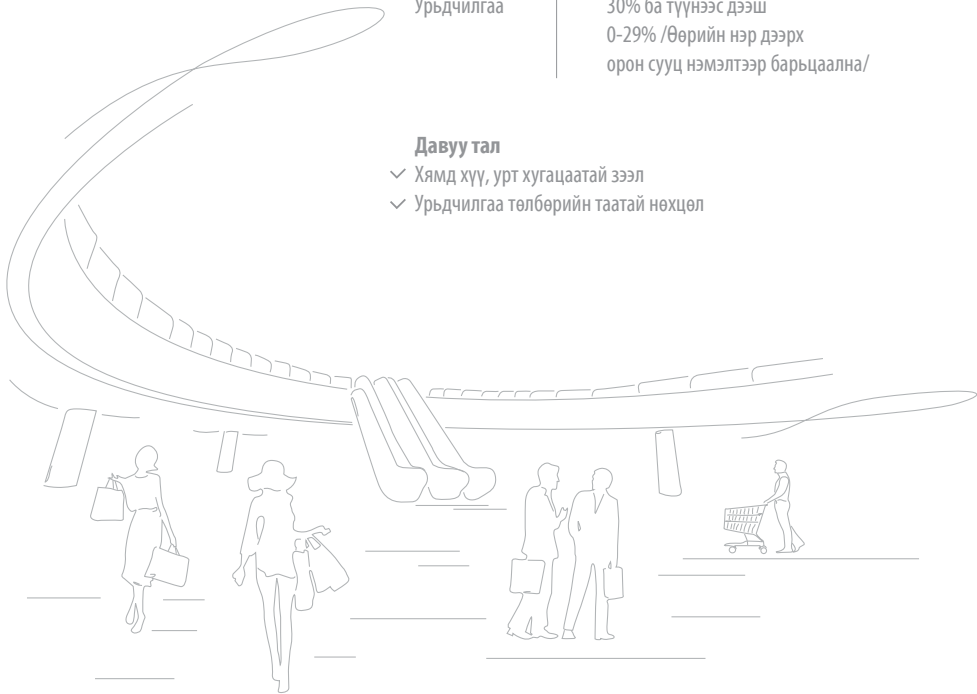 Урьдчилгаа
30% ба түүнээс дээш
0-29% /Өөрийн нэр дээрх
орон сууц нэмэлтээр барьцаална/
Давуу тал
Хямд хүү, урт хугацаатай зээл
Урьдчилгаа төлбөрийн таатай нөхцөл